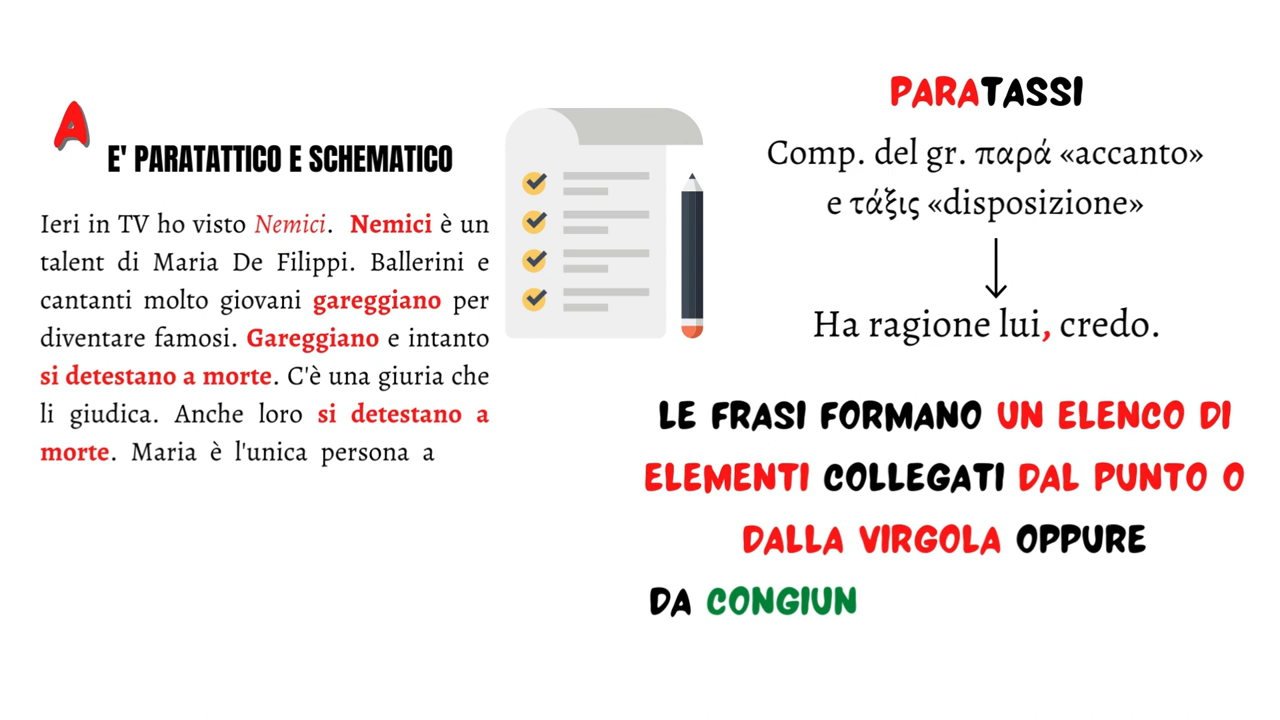 A
E' PARATATTICO E SCHEMATICO
Ieri in TV ho visto Nemici. Nemici è un
talent di Maria De Filippi. Ballerini e
cantanti molto giovani gareggiano per
diventare famosi. Gareggiano e intanto
si detestano a morte. C'è una giuria che
li giudica. Anche loro si detestano a
morte. Maria è l'unica persona a
PARATASSI
Comp. del gr. παρά «accanto»
e τάξις «disposizione»
Ha ragione lui, credo.
LE FRASI FORMANO UN ELENCO DI
ELEMENTI COLLEGATI DAL PUNTO O
DALLA VIRGOLA OPPURE
DA CONGIUN